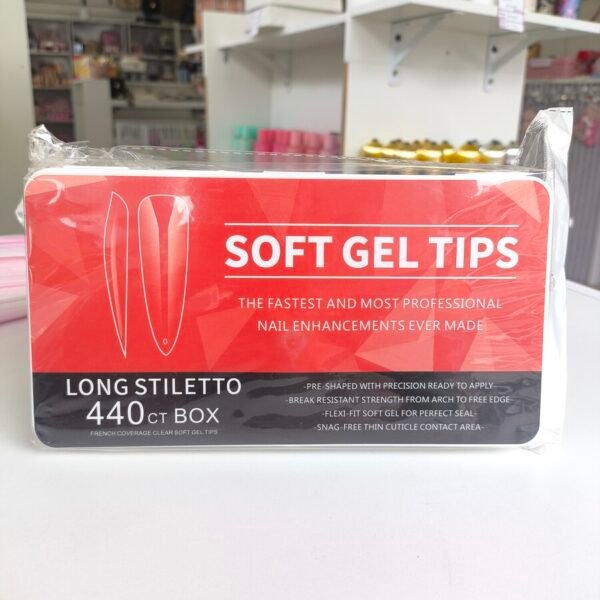 SOFT GEL TIPS
THE FASTEST AND MOST PROFESSIONAL
NAIL ENHANCEMENTS EVER MADE
LONG STILETTO
440 CT BOX
FRENCH COVERAGE CLEAR SOFT GEL TIPS
-PRE-SHAPED WITH PRECISION READY TO APPLY-
-BREAK RESISTANT STRENGTH FROM ARCH TO FREE EDGE
-FLEXI-FIT SOFT GEL FOR PERFECT SEAL-
-SNAG-FREE THIN CUTICLE CONTACT AREA-